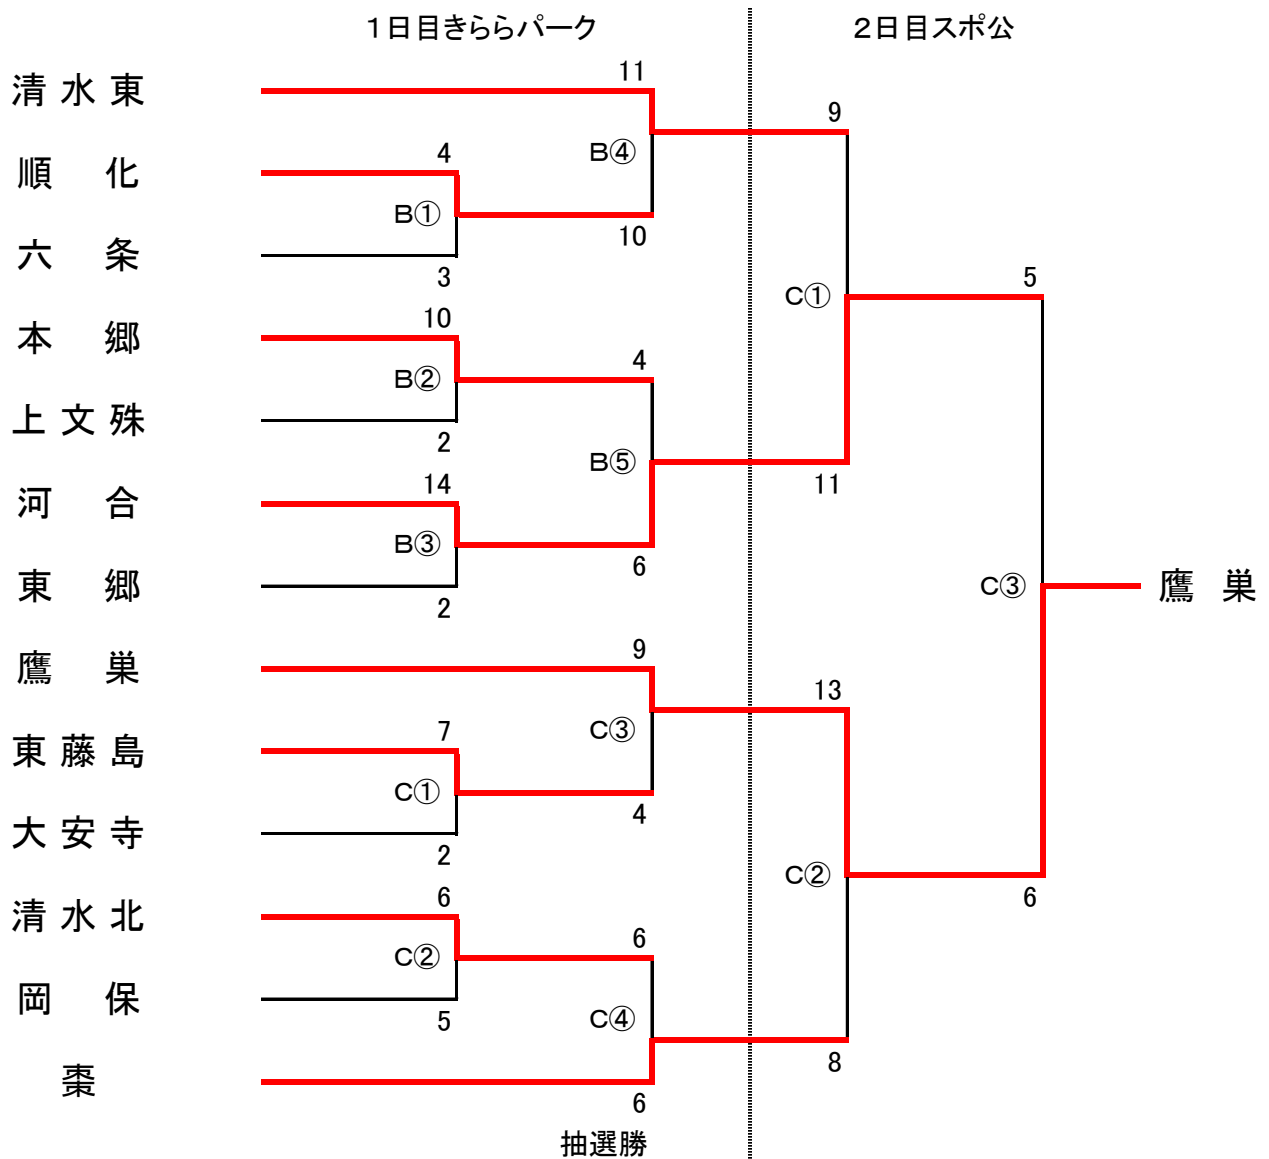 １日目きららパーク
２日目スポ公
清水東
11
9
B④
順　化
4
B①
10
六　条
3
C①
5
本　郷
10
4
B②
上文殊
2
B⑤
11
河　合
14
B③
6
東　郷
2
C③
鷹　巣
鷹　巣
9
13
C③
東藤島
7
C①
4
大安寺
2
C②
6
清水北
6
6
C②
岡　保
5
C④
8
棗
6
抽選勝